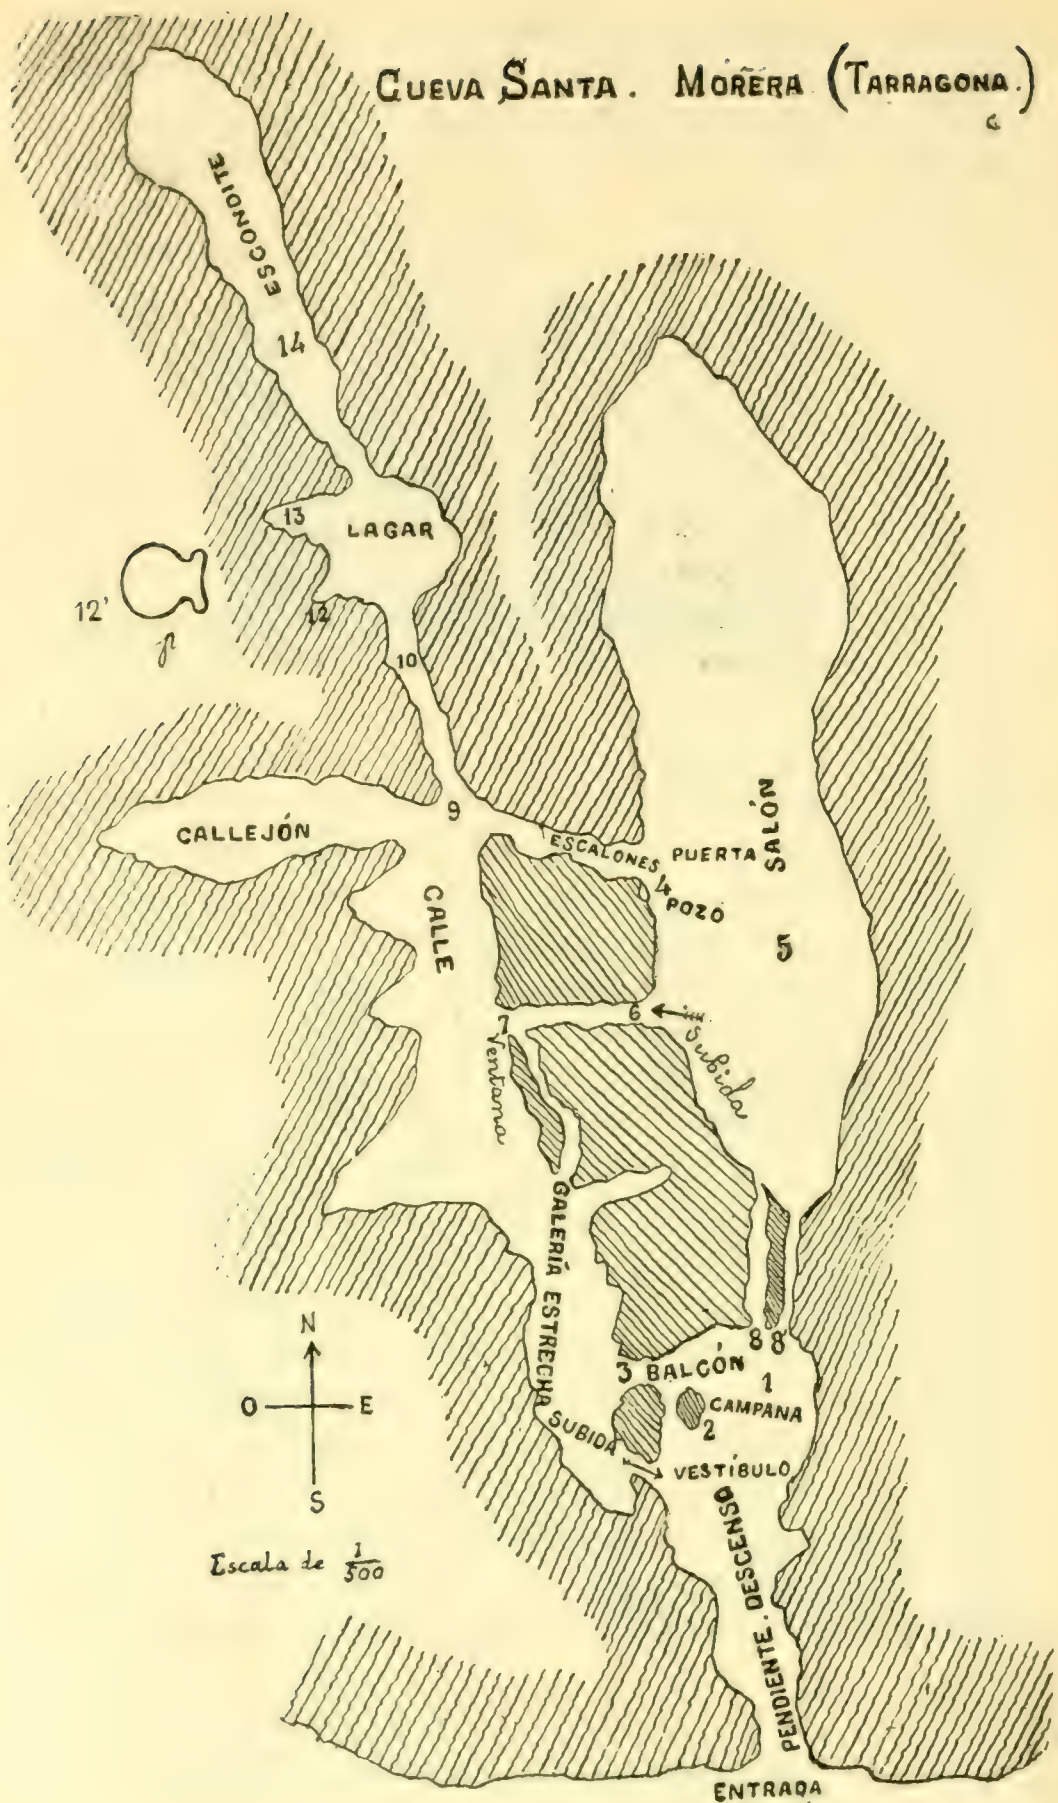 CUEVA SANTA. MORERA (TARRAGONA.)
ESCONDITE
14
13
LAGAR
12'
12
10
9
CALLEJÓN
ESCALONES
PUERTA
SALÓN
4
POZO
CALLE
5
6
7
Subida
Ventana
GALERÍA ESTRECHA
N
O
E
S
8
8'
3
BALCÓN
1
CAMPANA
2
SUBIDA
VESTÍBULO
Escala de 1/500
PENDIENTE. DESCENSO
ENTRADA